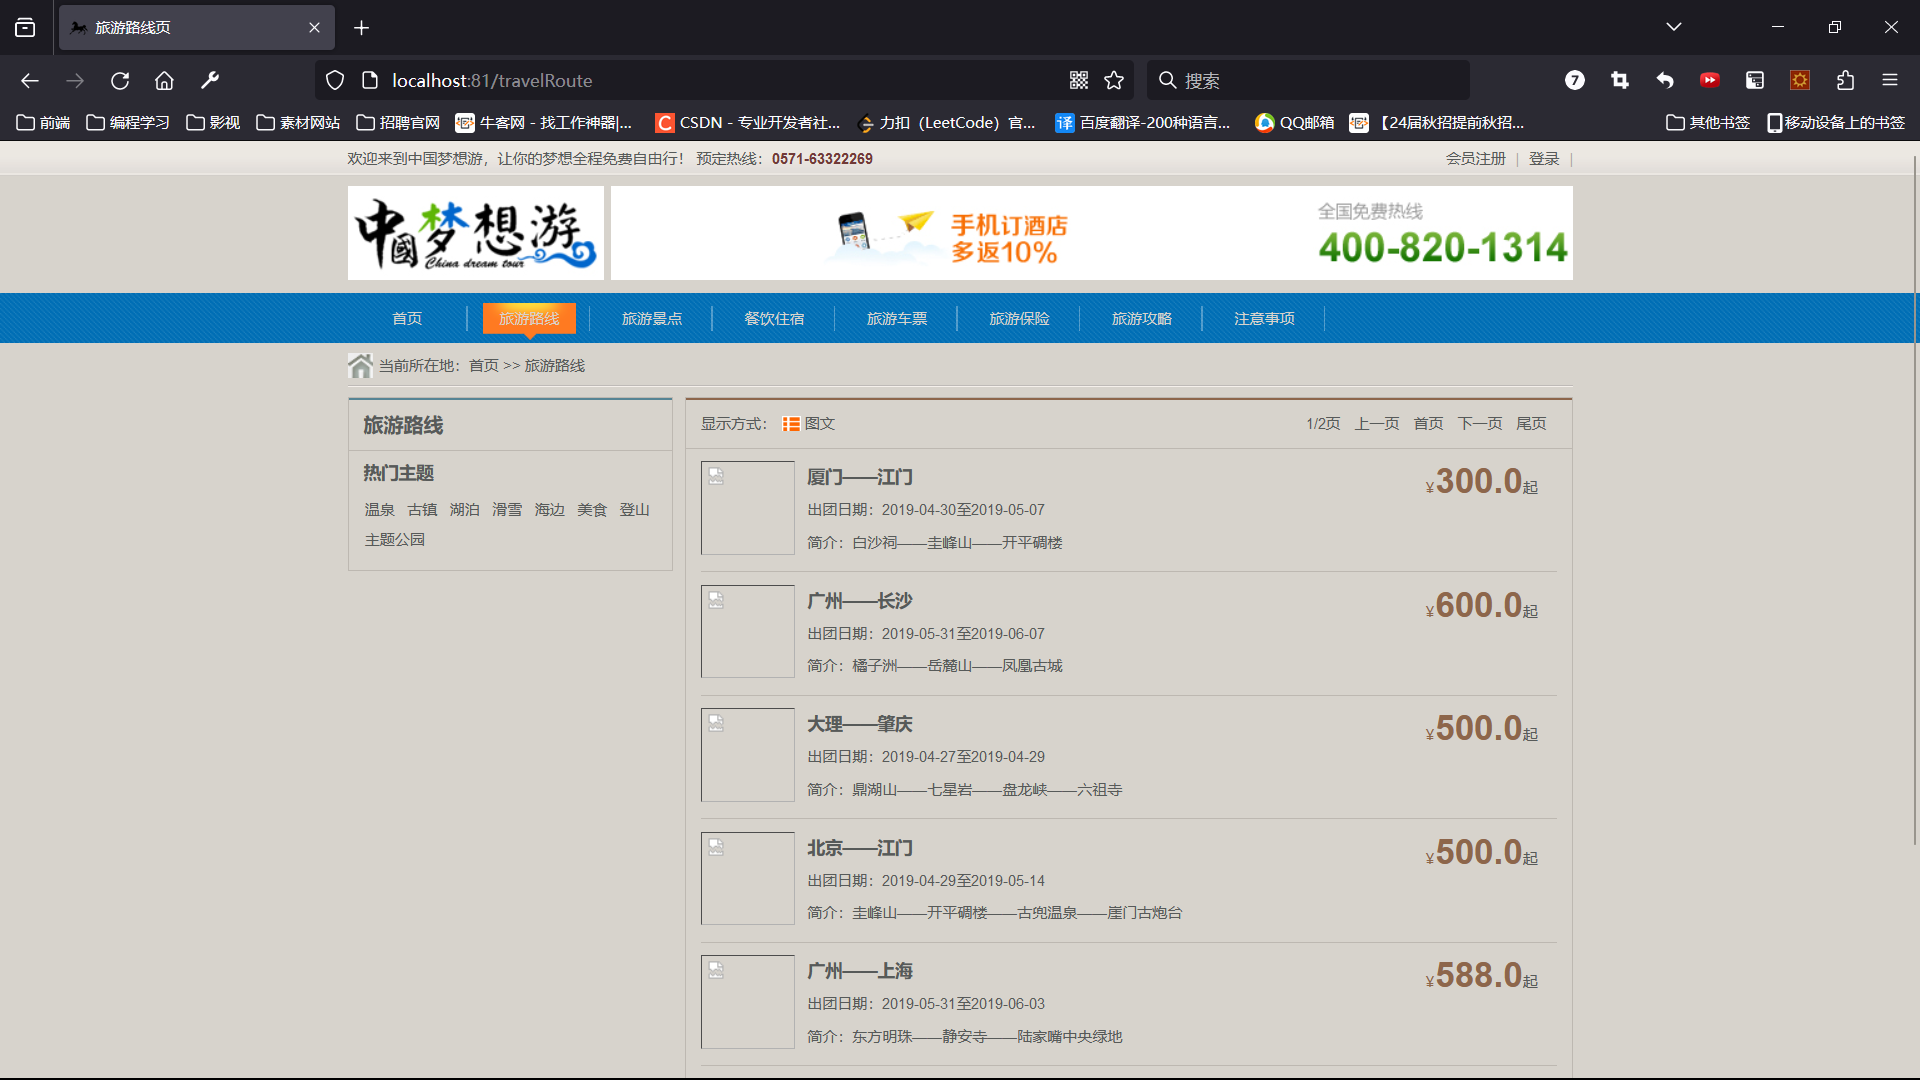 旅游路线页
localhost:81/travelRoute
搜索
7
前端 编程学习 影视 素材网站 招聘官网 牛客网 - 找工作神器|... CSDN - 专业开发者社... 力扣（LeetCode）官... 百度翻译-200种语言... QQ邮箱 【24届秋招提前秋招... 其他书签 移动设备上的书签
欢迎来到中国梦想游，让你的梦想全程免费自由行！ 预定热线：0571-63322269
会员注册 | 登录 |
中國梦想游
China dream tour
手机订酒店
多返10%
全国免费热线
400-820-1314
首页 旅游路线 旅游景点 餐饮住宿 旅游车票 旅游保险 旅游攻略 注意事项
当前所在地：首页 >> 旅游路线
旅游路线
热门主题
温泉 古镇 湖泊 滑雪 海边 美食 登山
主题公园
显示方式： 图文
1/2页 上一页 首页 下一页 尾页
厦门——江门
¥300.0起
出团日期：2019-04-30至2019-05-07
简介：白沙祠——圭峰山——开平碉楼
广州——长沙
¥600.0起
出团日期：2019-05-31至2019-06-07
简介：橘子洲——岳麓山——凤凰古城
大理——肇庆
¥500.0起
出团日期：2019-04-27至2019-04-29
简介：鼎湖山——七星岩——盘龙峡——六祖寺
北京——江门
¥500.0起
出团日期：2019-04-29至2019-05-14
简介：圭峰山——开平碉楼——古兜温泉——崖门古炮台
广州——上海
¥588.0起
出团日期：2019-05-31至2019-06-03
简介：东方明珠——静安寺——陆家嘴中央绿地